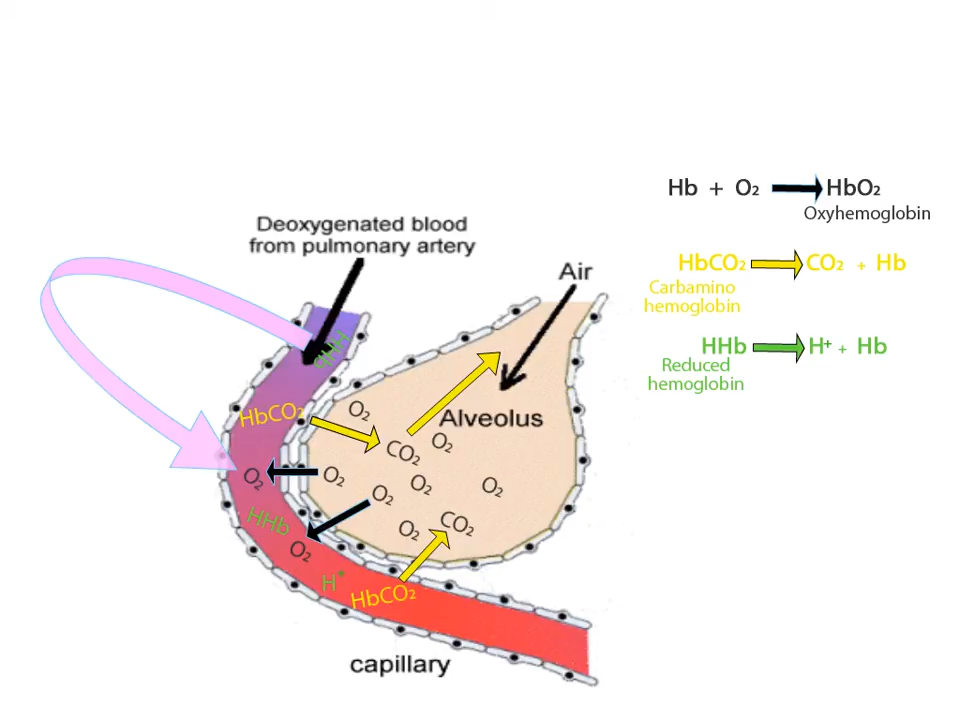 Hb + O₂ → HbO₂
Oxyhemoglobin
HbCO₂ → CO₂ + Hb
Carbamino
hemoglobin
HHb → H⁺ + Hb
Reduced
hemoglobin
Deoxygenated blood
from pulmonary artery
Air
HHb
HbCO₂
O₂
Alveolus
CO₂
O₂
O₂
O₂
O₂
O₂
O₂
HHb
O₂
O₂
CO₂
H⁺
HbCO₂
capillary